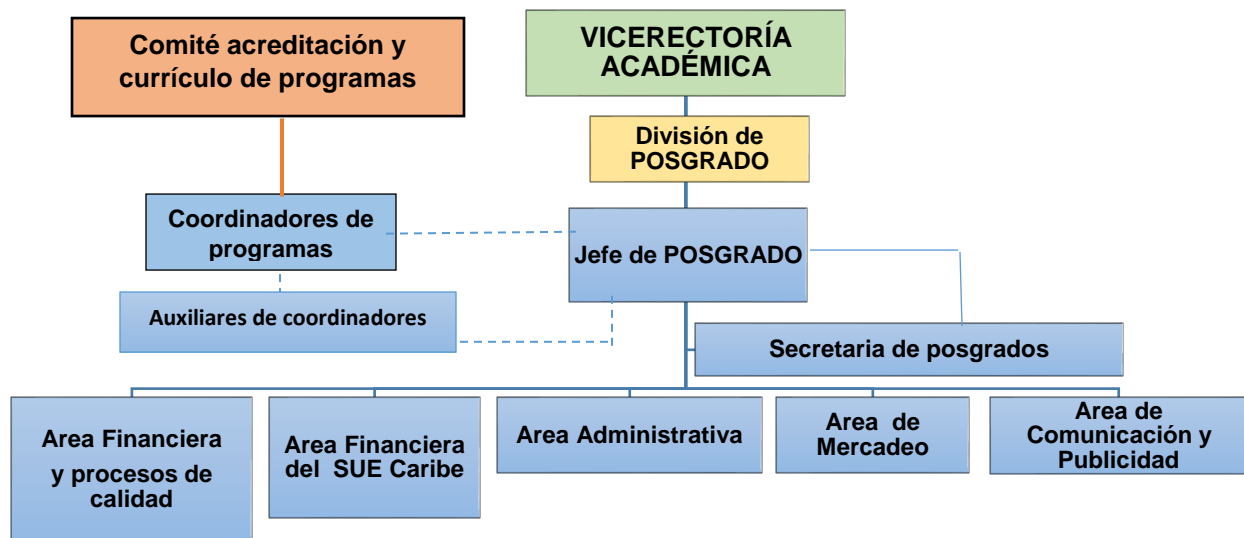 Comité acreditación y
currículo de programas
VICERECTORÍA
ACADÉMICA
División de
POSGRADO
Coordinadores de
programas
Jefe de POSGRADO
Auxiliares de coordinadores
Secretaria de posgrados
Area Financiera
y procesos de
calidad
Area Financiera
del SUE Caribe
Area Administrativa
Area de
Mercadeo
Area de
Comunicación y
Publicidad